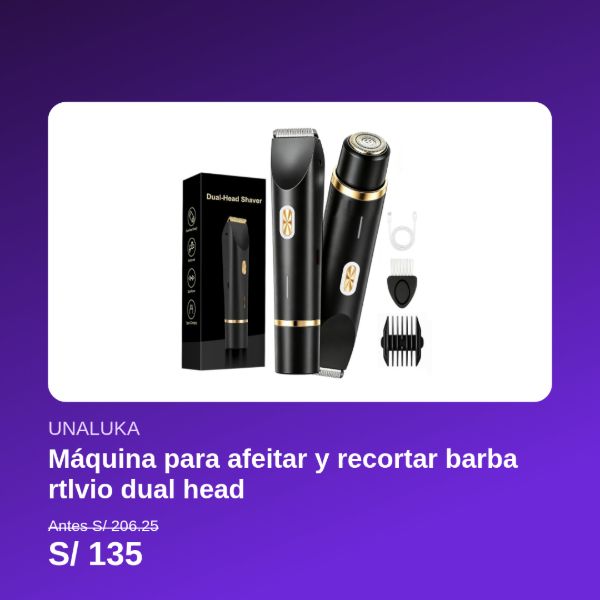 Dual-Head Shaver
UNALUKA
Máquina para afeitar y recortar barba
rtlvio dual head
Antes S/ 206.25
S/ 135